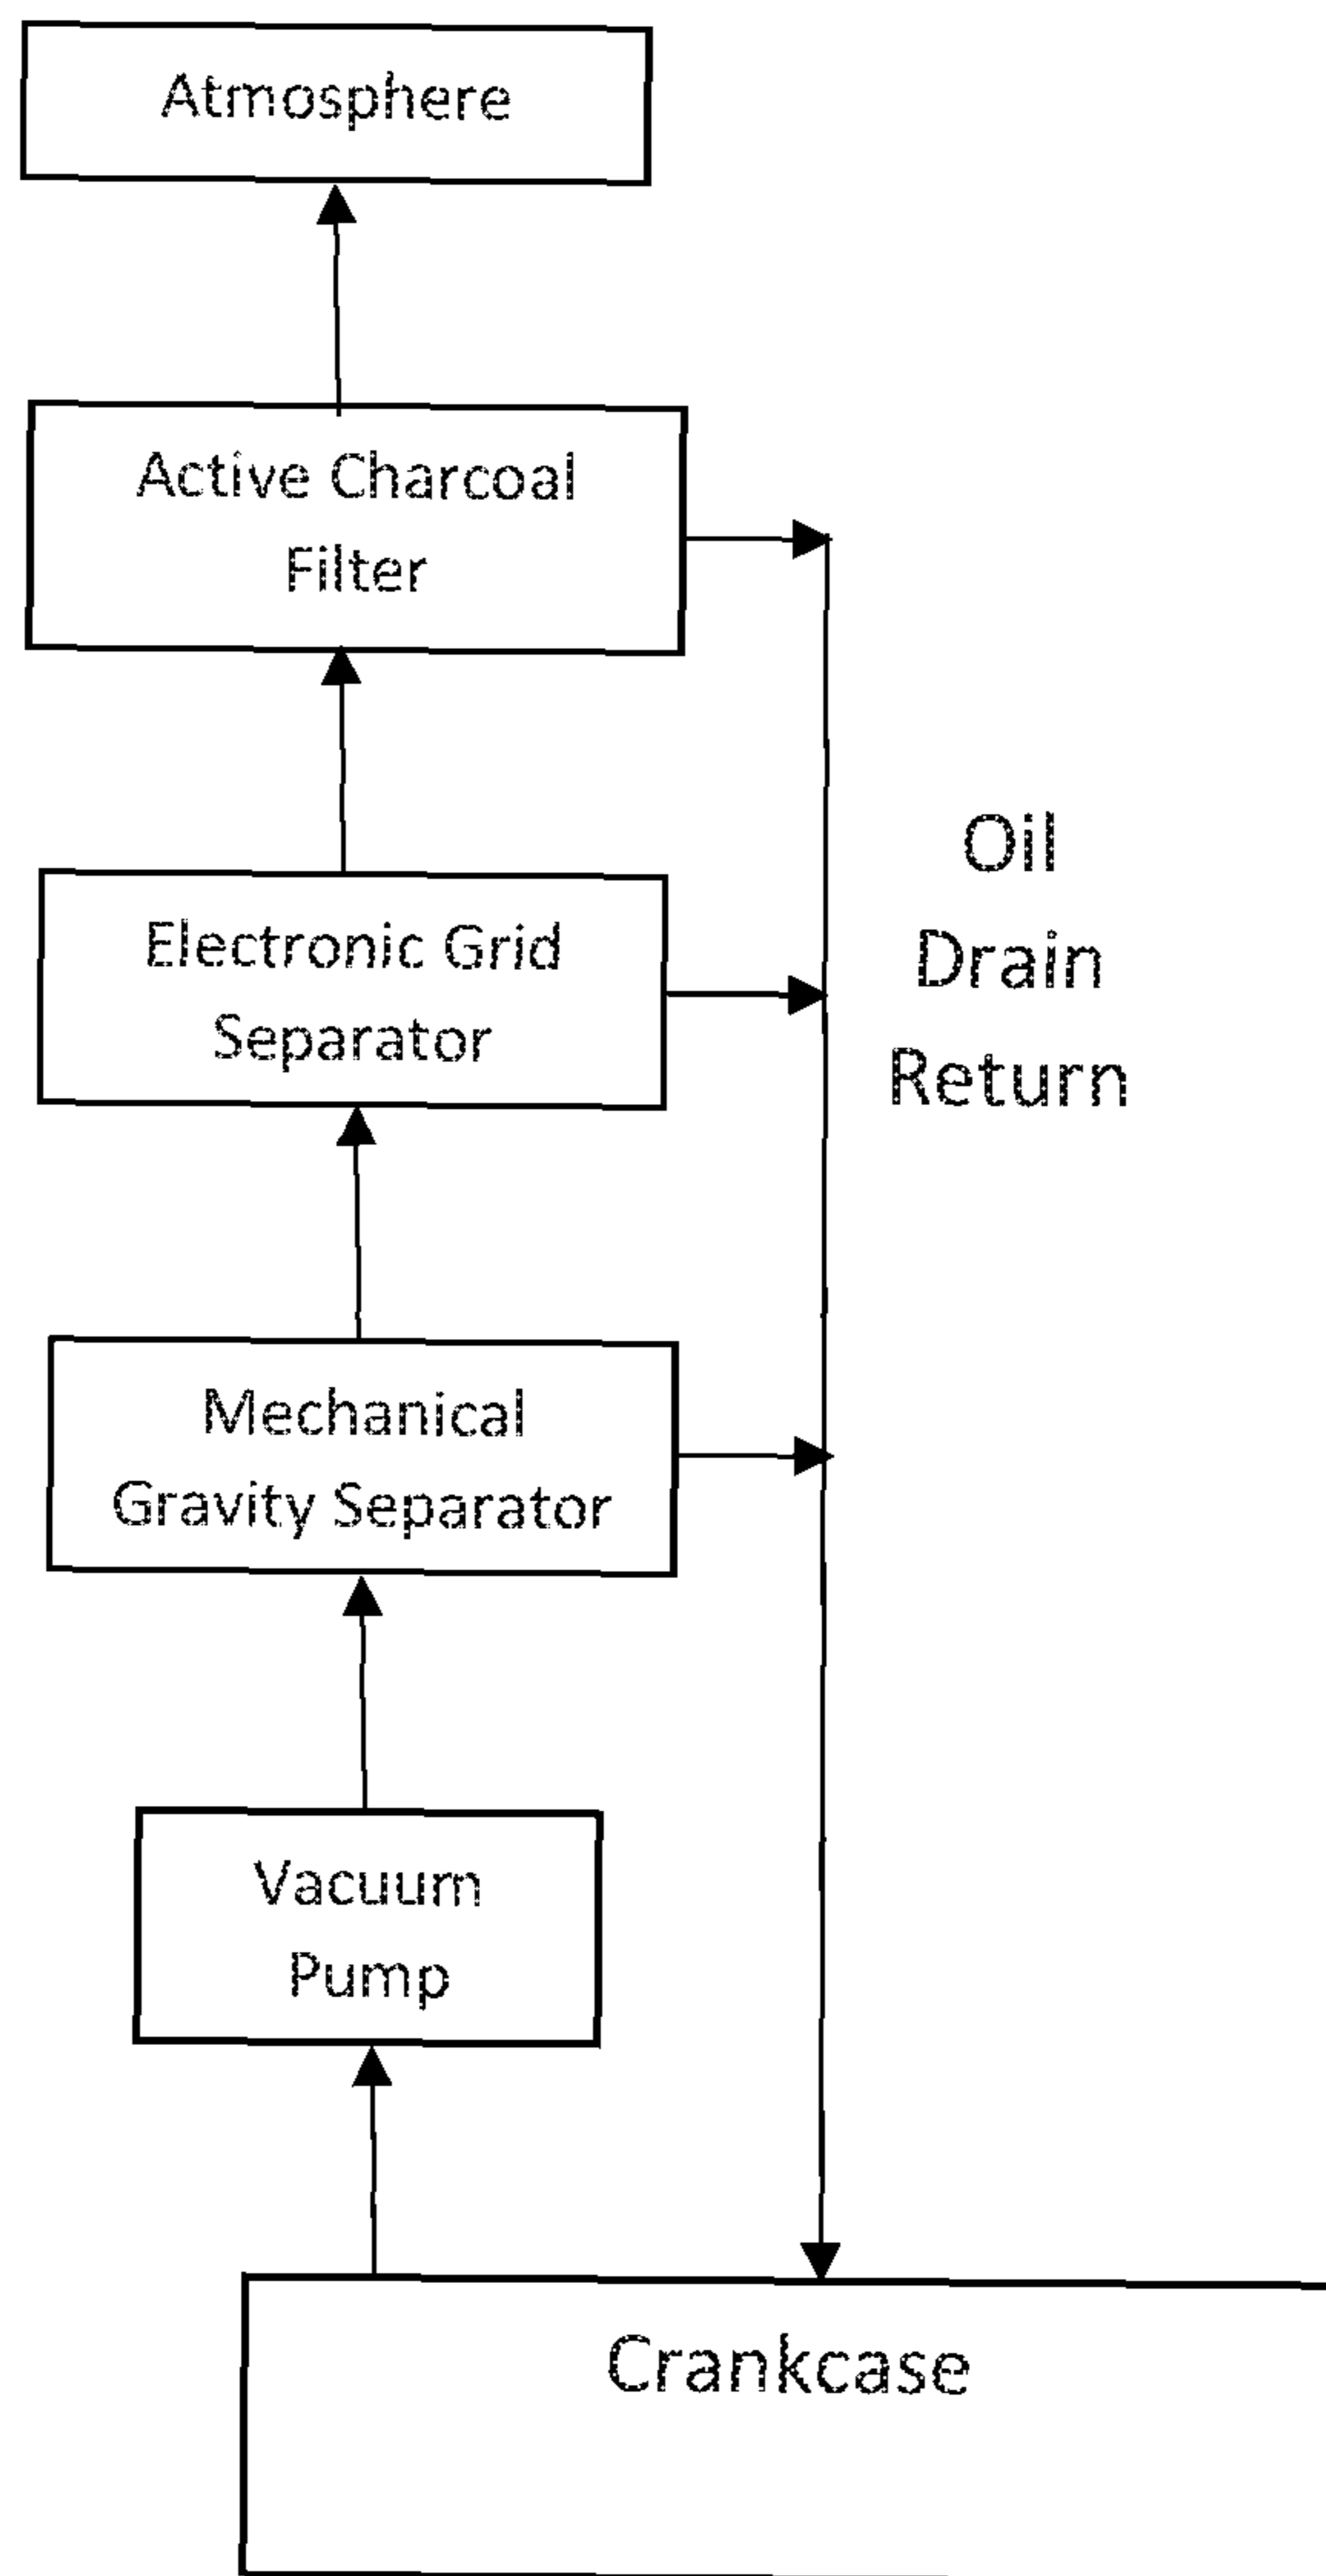 Atmosphere
Active Charcoal
Filter
Electronic Grid
Separator
Oil
Drain
Return
Mechanical
Gravity Separator
Vacuum
Pump
Crankcase